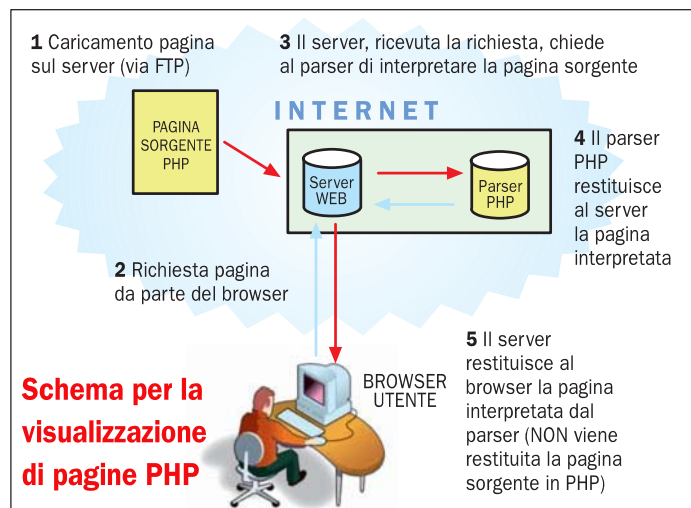 1 Caricamento pagina
sul server (via FTP)
3 Il server, ricevuta la richiesta, chiede
al parser di interpretare la pagina sorgente
INTERNET
PAGINA
SORGENTE
PHP
Server
WEB
Parser
PHP
4 Il parser
PHP
restituisce
al server
la pagina
interpretata
2 Richiesta pagina
da parte del browser
BROWSER
UTENTE
5 Il server
restituisce al
browser la pagina
interpretata dal
parser (NON viene
restituita la pagina
sorgente in PHP)
Schema per la
visualizzazione
di pagine PHP